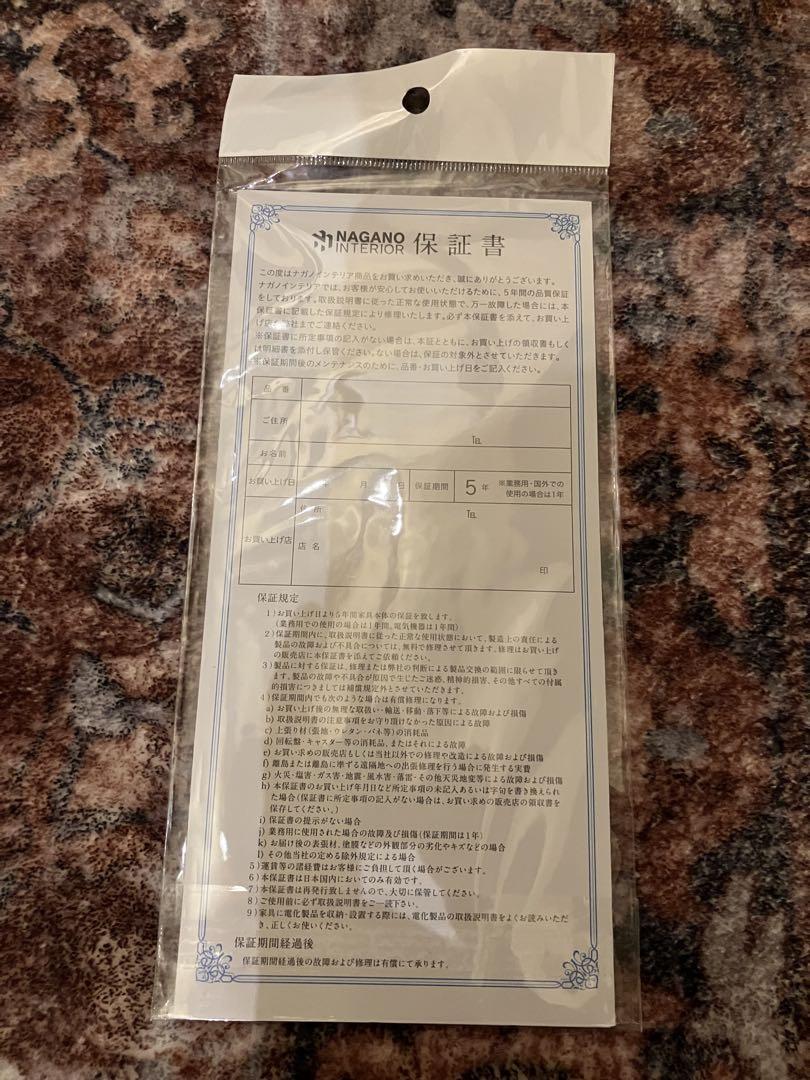 NAGANO
INTERIOR 保証書
この度はナガノインテリア商品をお買い求めいただき、誠にありがとうございます。
ナガノインテリアでは、お客様が安心してお使いいただけるために、5年間の品質保証
をしております。取扱説明書に従った正常な使用状態で、万一故障した場合には、本
保証書に記載した保証規定により修理いたします。必ず本保証書を添えて、お買い上
げ店か弊社までご連絡ください。
※保証書に所定事項の記入がない場合は、本証とともに、お買い上げの領収書もしく
は明細書を添付し保管ください。ない場合は、保証の対象外とさせていただきます。
※保証期間後のメンテナンスのために、品番・お買い上げ日をご記入ください。
品 番
ご住所
TEL
お名前
お買い上げ日 年 月 日 保証期間 5年 ※業務用・国外での
使用の場合は1年
お買い上げ店 住 所 TEL
店 名
印
保証規定
1)お買い上げ日より5年間家具本体の保証を致します。
(業務用での使用の場合は1年間。電気機器は1年間)
2)保証期間内に、取扱説明書に従った正常な使用状態において、製造上の責任による
製品の故障および不具合については、無料で修理させて頂きます。修理はお買い上げ
の販売店に本保証書を添えてご依頼ください。
3)製品に対する保証は、修理または弊社の判断による製品交換の範囲に限らせて頂き
ます。製品の故障や不具合が原因で生じたご迷惑、精神的損害、その他すべての付属
的損害につきましては補償規定外とさせていただきます。
4)保証期間内でも次のような場合は有償修理になります。
a)お買い上げ後の無理な取扱い・輸送・移動・落下等による故障および損傷
b)取扱説明書の注意事項をお守り頂けなかった原因による故障
c)上張り材(張地・ウレタン・バネ等)の消耗品
d)回転盤・キャスター等の消耗品、またはそれによる故障
e)お買い求めの販売店もしくは当社以外での修理や改造による故障および損傷
f)離島または離島に準ずる遠隔地への出張修理を行う場合に発生する実費
g)火災・塩害・ガス害・地震・風水害・落雷・その他天災地変等による故障および損傷
h)本保証書のお買い上げ年月日など所定事項の未記入あるいは字句を書き換えられ
た場合(保証書に所定事項の記入がない場合は、お買い求めの販売店の領収書を
保存してください。)
i)保証書の提示がない場合
j)業務用に使用された場合の故障及び損傷(保証期間は1年)
k)お届け後の表張材、塗膜などの外観部分の劣化やキズなどの場合
l)その他当社の定める除外規定による場合
5)運賃等の諸経費はお客様にご負担して頂く場合がございます。
6)本保証書は日本国内においてのみ有効です。
7)本保証書は再発行致しませんので、大切に保管してください。
8)ご使用前に必ず取扱説明書をご一読下さい。
9)家具に電化製品を収納・設置する際には、電化製品の取扱説明書をよくお読みいただ
き、正しくお使いください。
保証期間経過後
保証期間経過後の故障および修理は有償にて承ります。